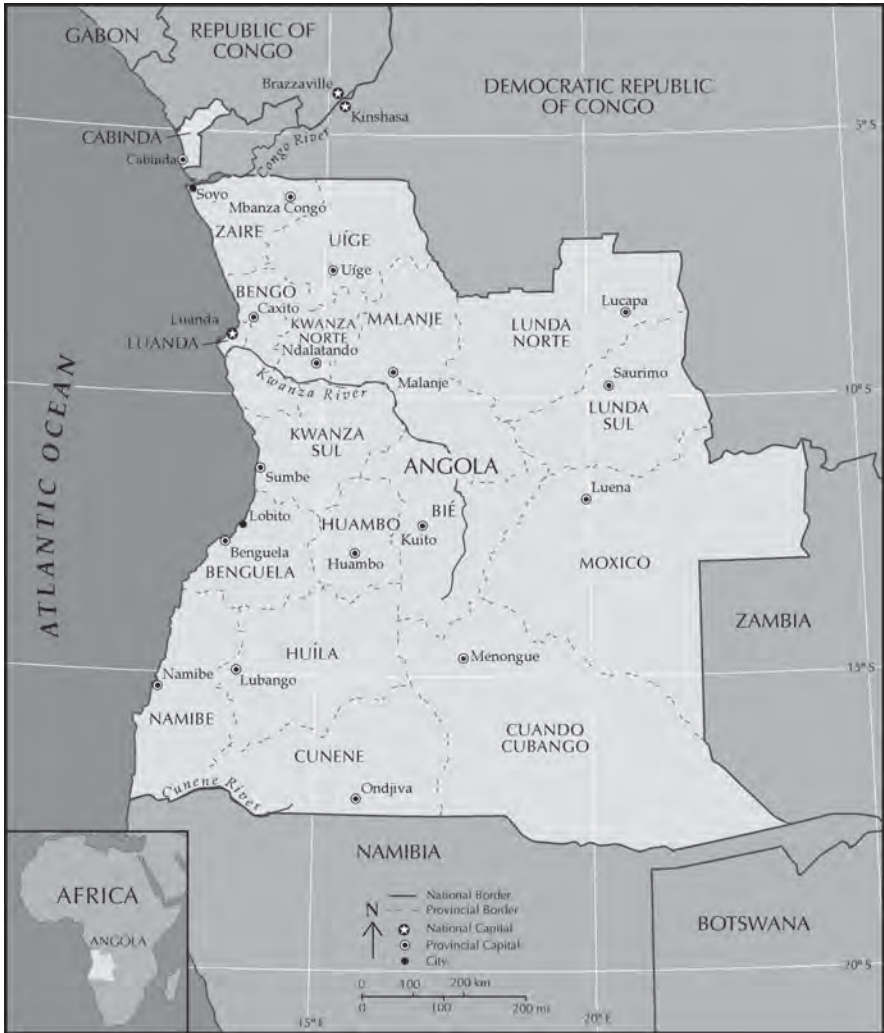 GABON
REPUBLIC OF
CONGO
Brazzaville
Kinshasa
DEMOCRATIC REPUBLIC
OF CONGO
5° S
CABINDA
Cabinda
Congo River
Soyo
Mbanza Congó
ZAIRE
UÍGE
Uíge
BENGÓ
Caxito
Luanda
LUANDA
KWANZA
NORTE
Ndalatando
MALANJE
Malanje
LUNDA
NORTE
Lucapa
Saurimo
LUNDA
SUL
10° S
Kwanza River
KWANZA
SUL
Sumbe
ANGOLA
Luena
Lobito
Benguela
BENGUELA
HUAMBO
Huambo
BIÉ
Kuito
MOXICO
ATLANTIC OCEAN
ZAMBIA
HUÍLA
Menongue
15° S
Namibe
Lubango
NAMIBE
CUNENE
CUANDO
CUBANGO
Cunene River
Ondjiva
NAMIBIA
BOTSWANA
AFRICA
ANGOLA
N
National Border
Provincial Border
National Capital
Provincial Capital
City
0 100 200 km
0 100 200 mi
20° S
15° E
20° E